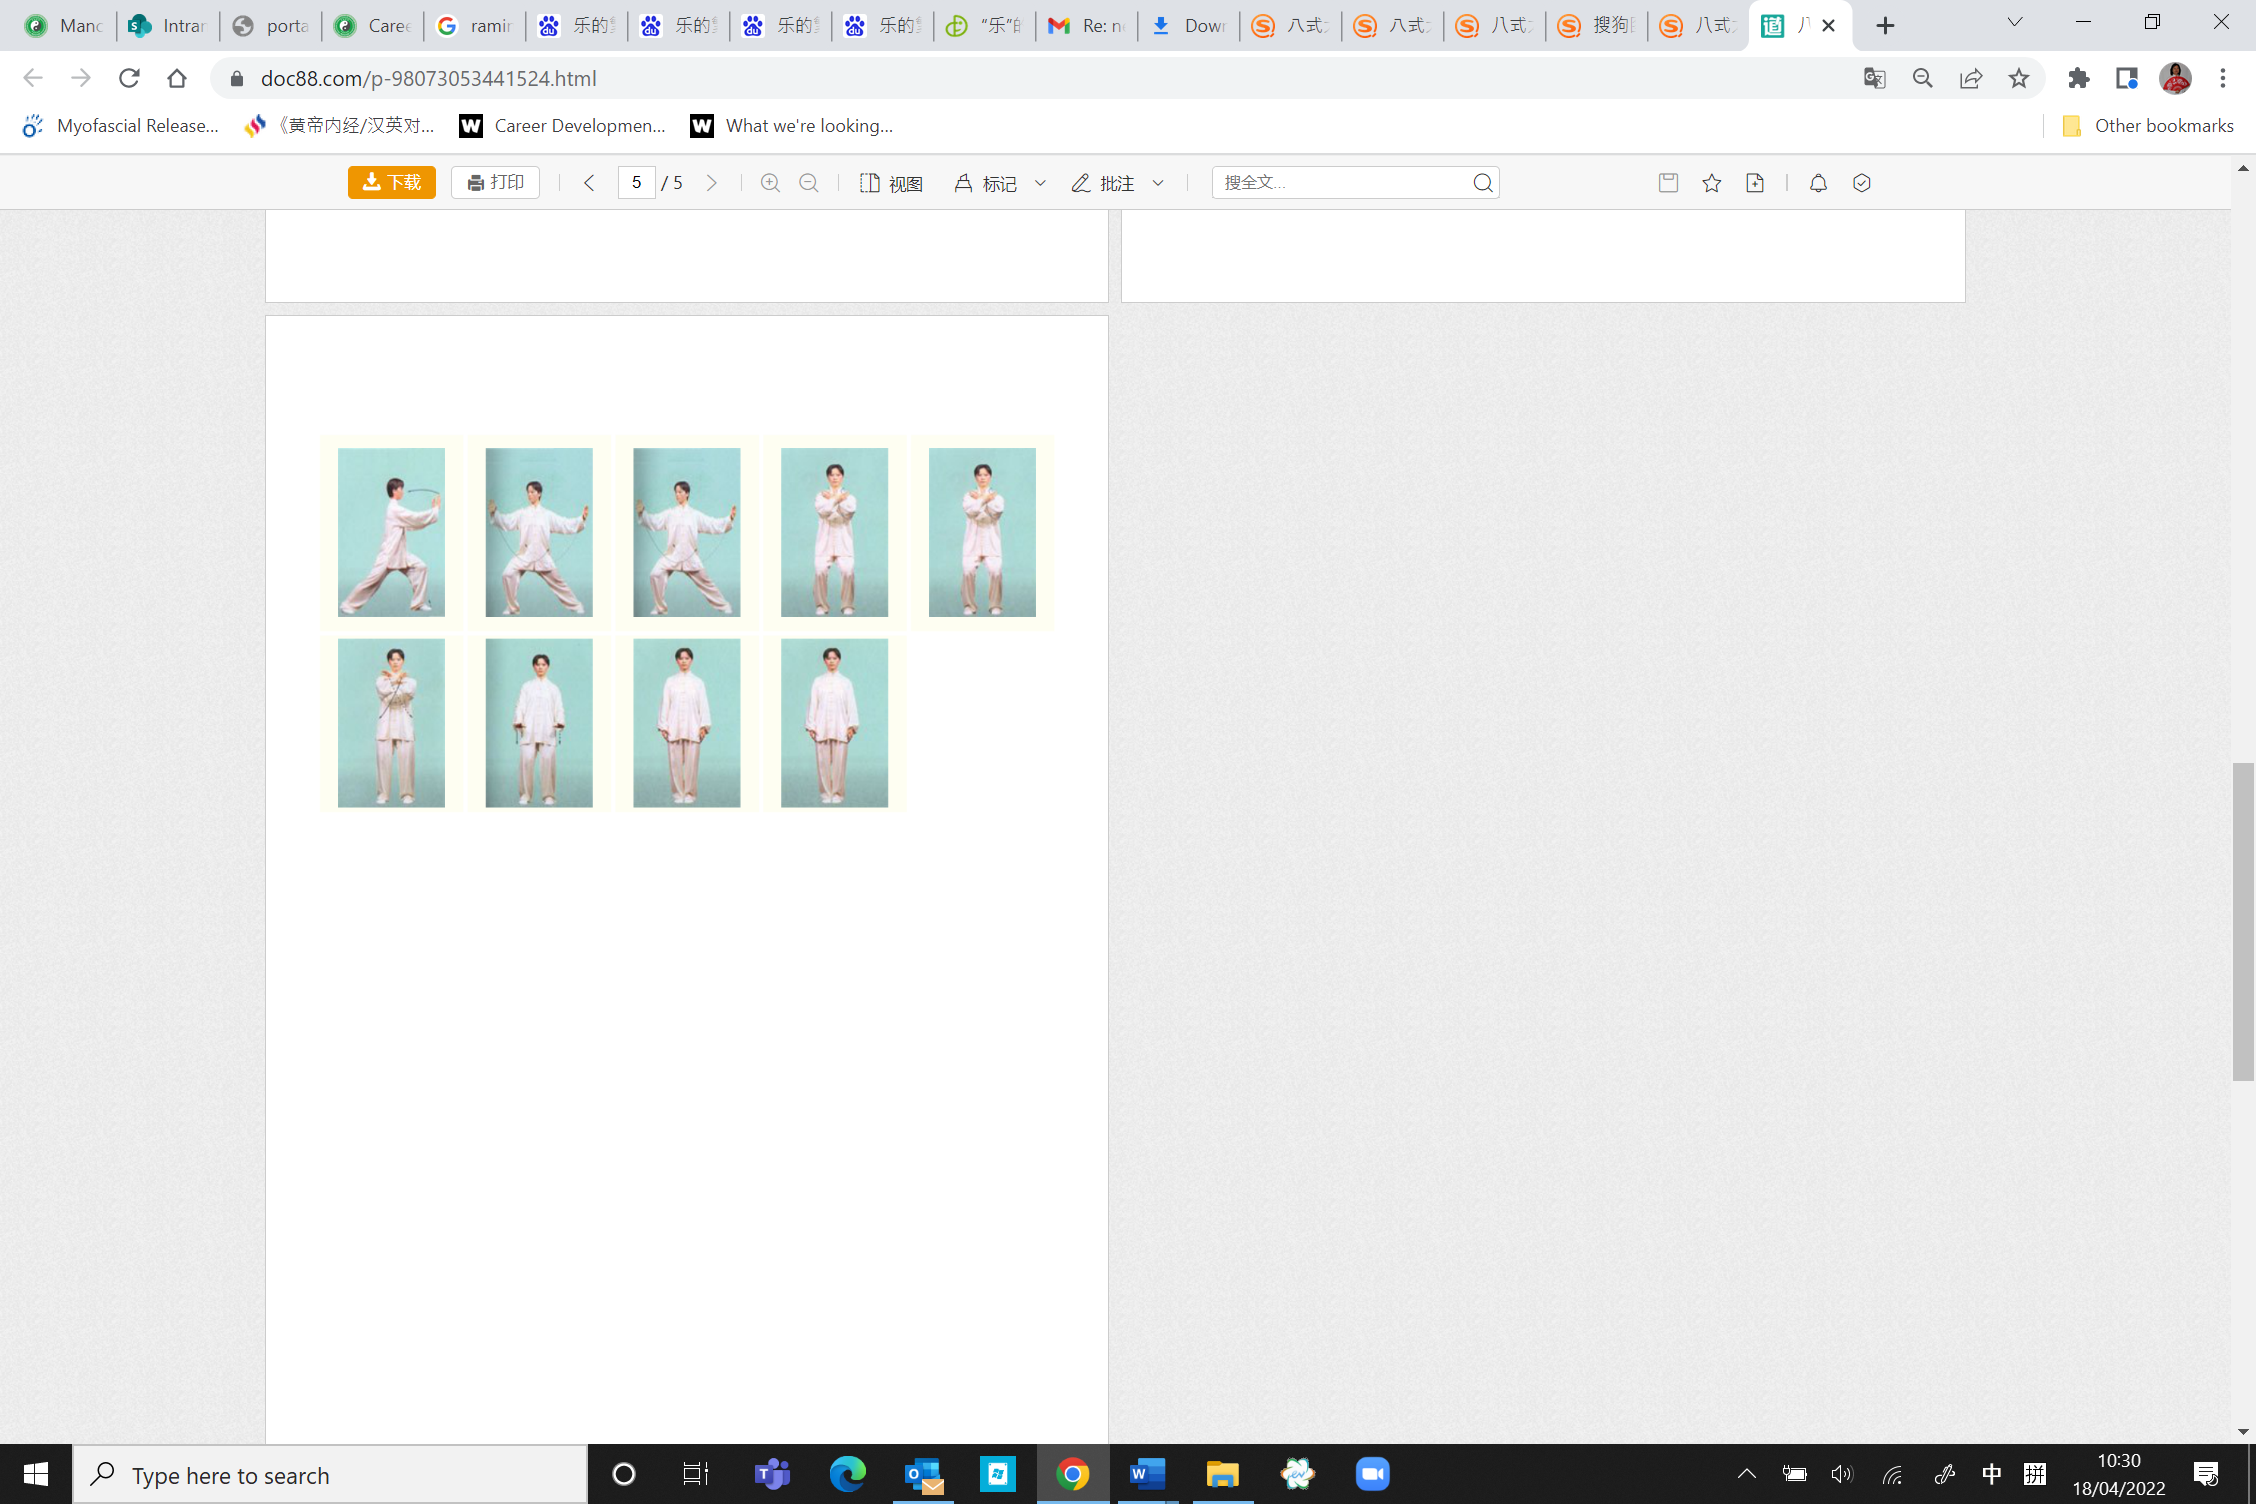 Manc
Intrar
porta
Caree
ramir
乐的
乐的
乐的
乐的
“乐”的
Re: ne
Down
八式
八式
八式
搜狗
八式
doc88.com/p-98073053441524.html
Myofascial Release...
《黄帝内经/汉英对...
Career Developmen...
What we're looking...
Other bookmarks
下载
打印
5
/ 5
视图
标记
批注
搜全文...
Type here to search
中
拼
10:30
18/04/2022